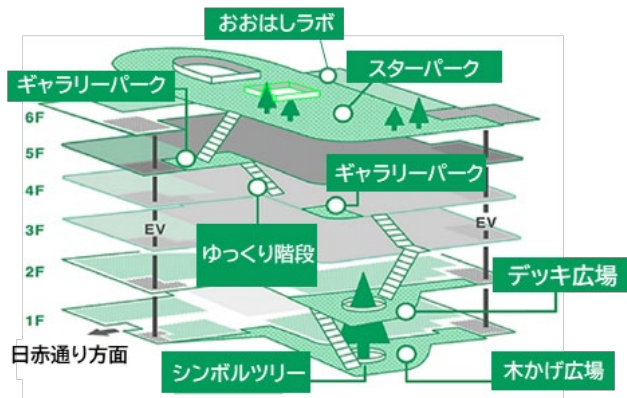 おおはしラボ
スターパーク
ギャラリーパーク
6F
5F
ギャラリーパーク
4F
3F
EV
EV
ゆっくり階段
2F
デッキ広場
1F
日赤通り方面
シンボルツリー
木かげ広場